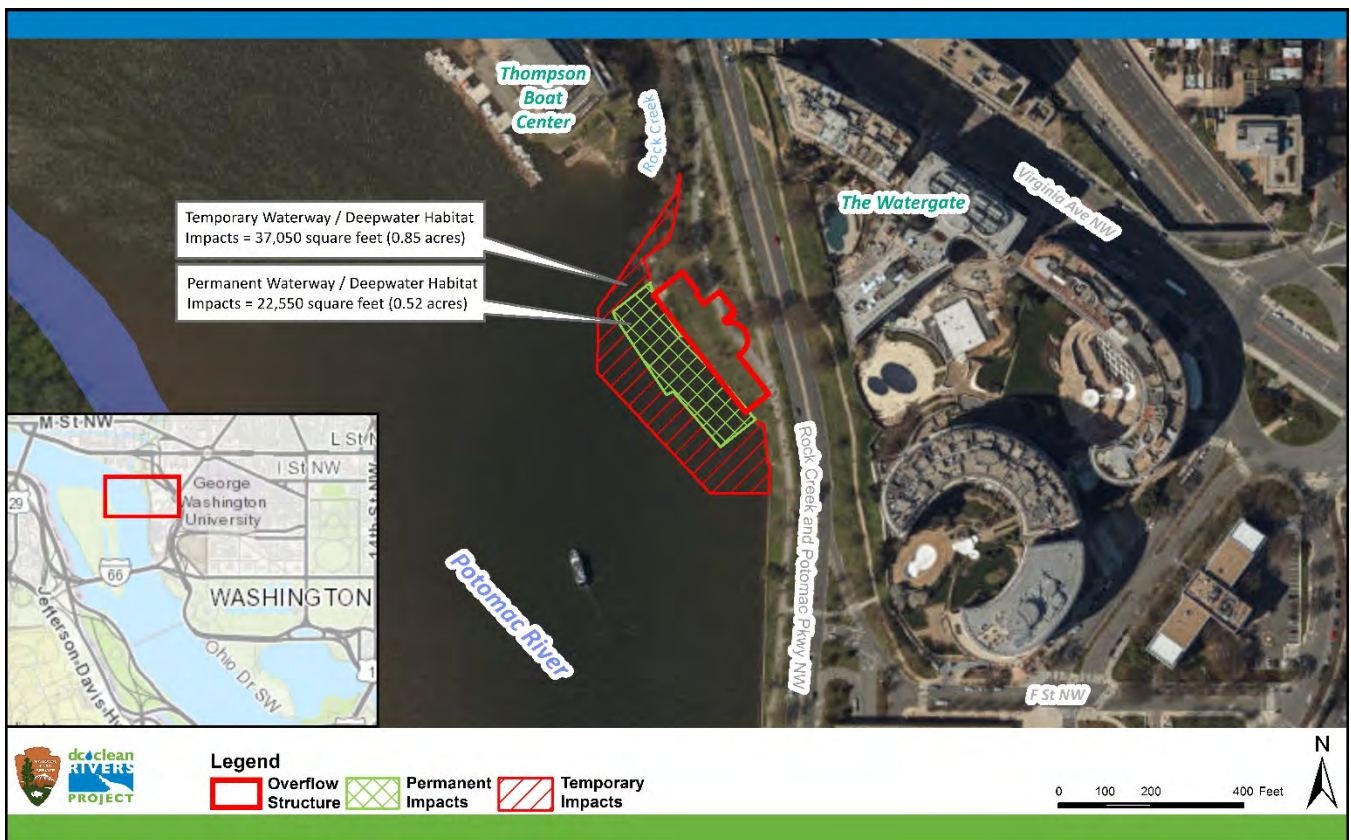 Thompson
Boat
Center
Rock Creek
Temporary Waterway / Deepwater Habitat
Impacts = 37,050 square feet (0.85 acres)
Permanent Waterway / Deepwater Habitat
Impacts = 22,550 square feet (0.52 acres)
The Watergate
Virginia Ave NW
Rock Creek and Potomac Pkwy NW
Potomac River
F St NW
M St NW
L St N
I St NW
George
Washington
University
14th St NW
29
66
WASHINGTON
Jefferson-Davis-H
Ohio Dr SW
1
dc clean
RIVERS
PROJECT
Legend
Overflow
Structure
Permanent
Impacts
Temporary
Impacts
0 100 200 400 Feet
N